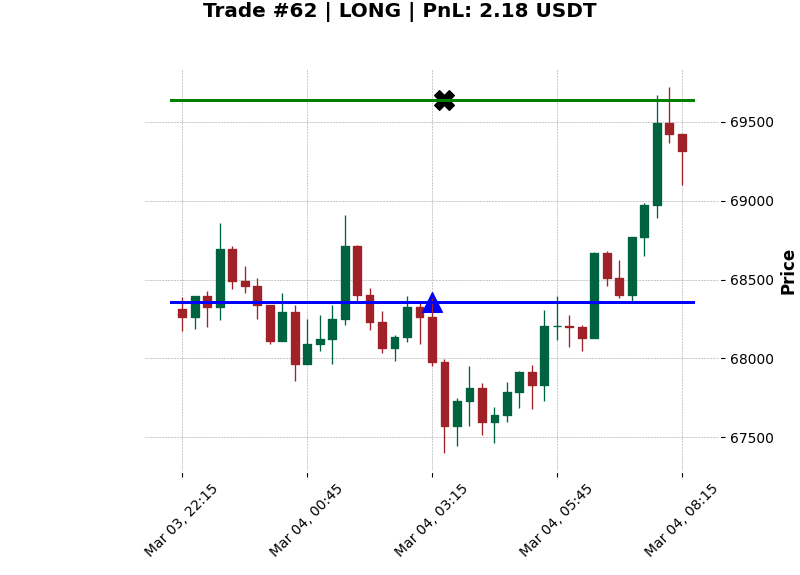 Trade #62 | LONG | PnL: 2.18 USDT
69500
69000
68500
68000
67500
Price
Mar 03, 22:15
Mar 04, 00:45
Mar 04, 03:15
Mar 04, 05:45
Mar 04, 08:15